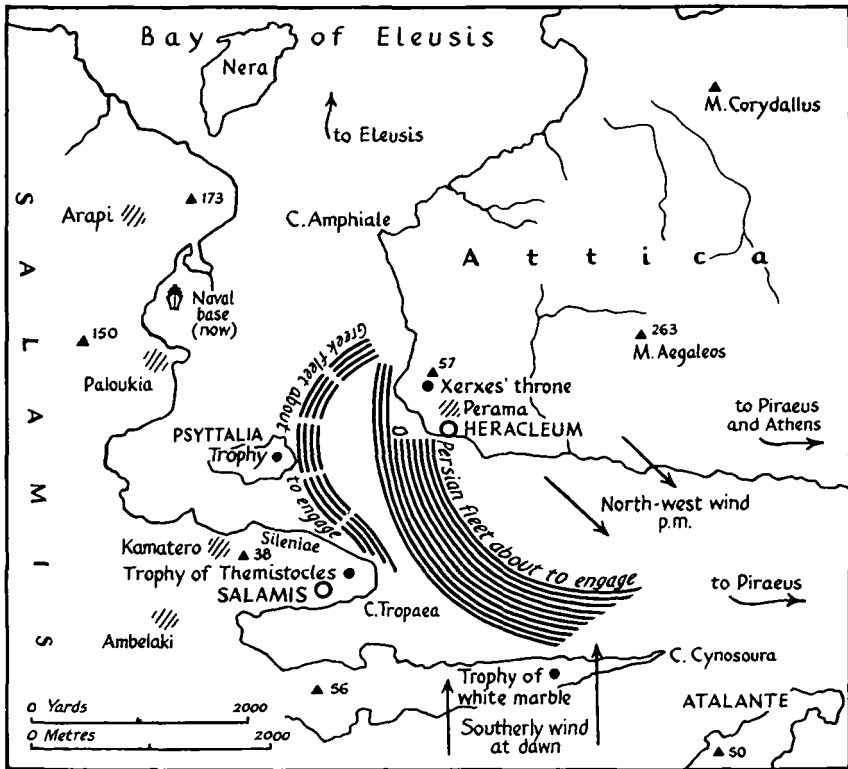 Bay of Eleusis
Nera
to Eleusis
M. Corydallus
173
Arapi
C. Amphiale
Attica
SALAMIS
Naval
base
(now)
150
Paloukia
263
M. Aegaleos
57
Xerxes' throne
Perama
HERACLEUM
to Piraeus
and Athens
Greek fleet about
to engage
PSYTTALIA
Trophy
Persian fleet about to engage
North-west wind
p.m.
Kamatero
38
Sileniae
Trophy of Themistocles
SALAMIS
C. Tropaea
to Piraeus
Ambelaki
C. Cynosoura
Trophy of
white marble
56
Southerly wind
at dawn
ATALANTE
50
0 Yards 2000
0 Metres 2000